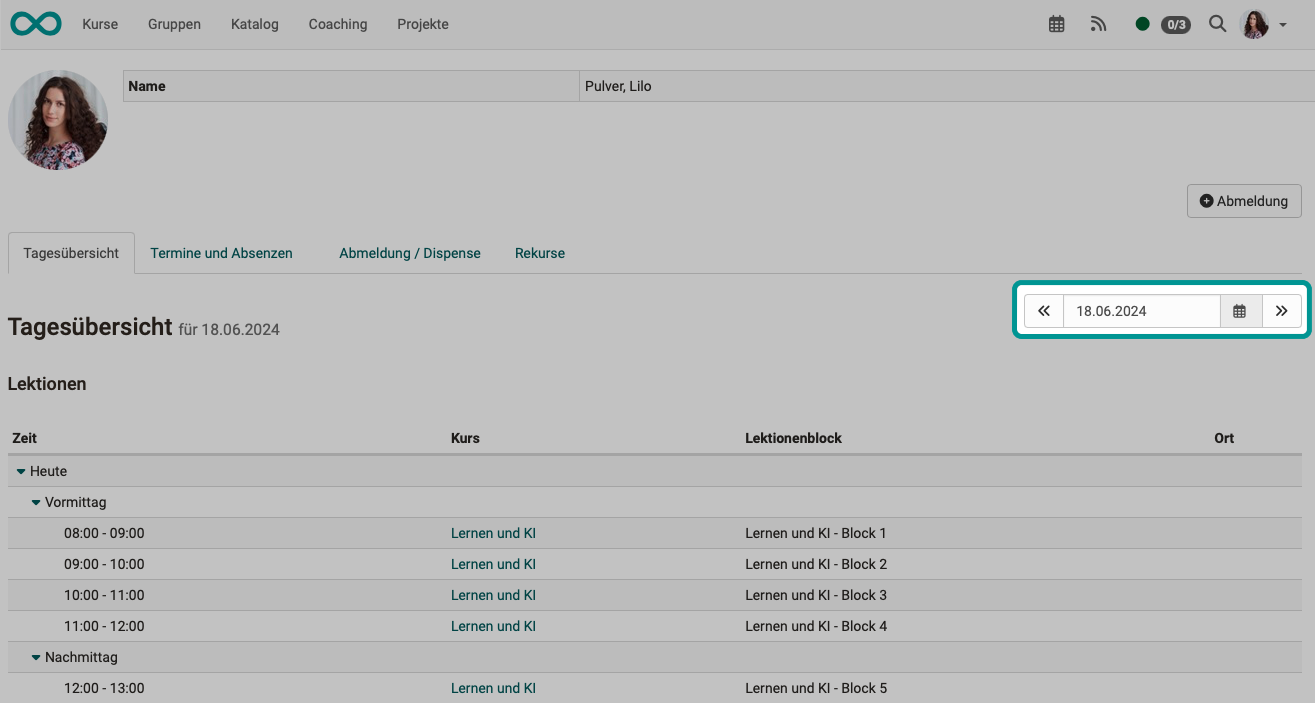 Kurse Gruppen Katalog Coaching Projekte 0/3
Name Pulver, Lilo
Abmeldung
Tagesübersicht Termine und Absenzen Abmeldung / Dispense Rekurse
18.06.2024
Tagesübersicht für 18.06.2024
Lektionen
Zeit Kurs Lektionenblock Ort
Heute
Vormittag
08:00 - 09:00 Lernen und KI Lernen und KI - Block 1
09:00 - 10:00 Lernen und KI Lernen und KI - Block 2
10:00 - 11:00 Lernen und KI Lernen und KI - Block 3
11:00 - 12:00 Lernen und KI Lernen und KI - Block 4
Nachmittag
12:00 - 13:00 Lernen und KI Lernen und KI - Block 5